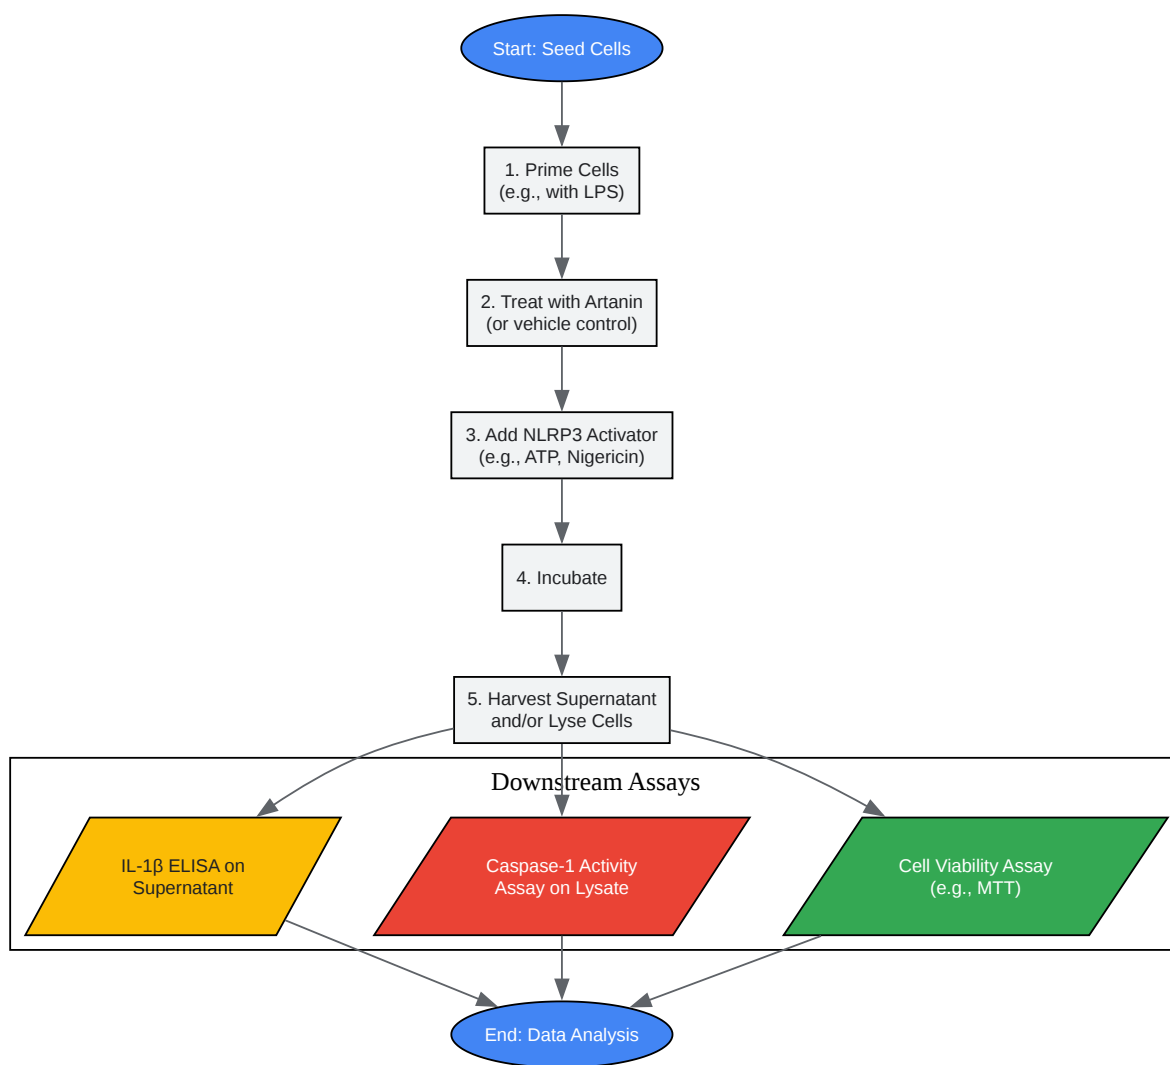 Start: Seed Cells
1. Prime Cells
(e.g., with LPS)
2. Treat with Artanin
(or vehicle control)
3. Add NLRP3 Activator
(e.g., ATP, Nigericin)
4. Incubate
5. Harvest Supernatant
and/or Lyse Cells
Downstream Assays
IL-1β ELISA on
Supernatant
Caspase-1 Activity
Assay on Lysate
Cell Viability Assay
(e.g., MTT)
End: Data Analysis